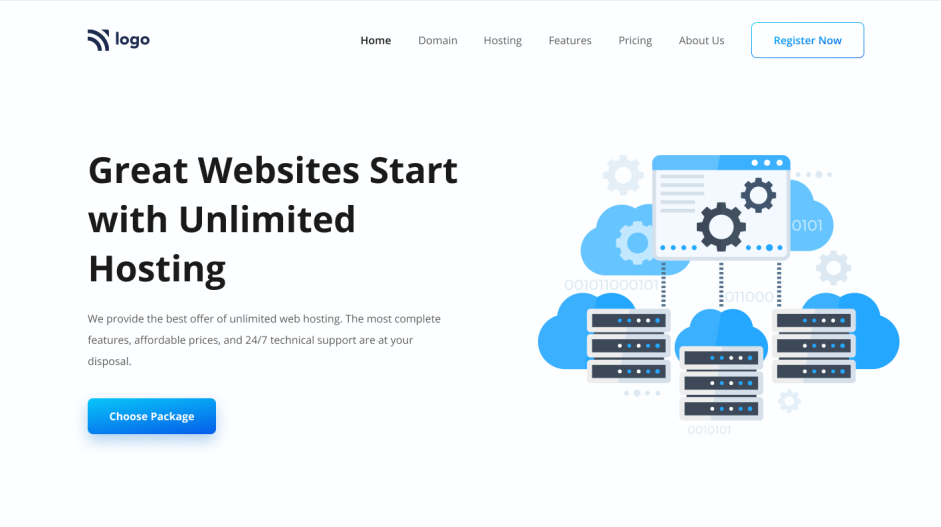 logo
Home Domain Hosting Features Pricing About Us Register Now
Great Websites Start
with Unlimited
Hosting
We provide the best offer of unlimited web hosting. The most complete
features, affordable prices, and 24/7 technical support are at your
disposal.
Choose Package
0101
001011000101
011000
0010101